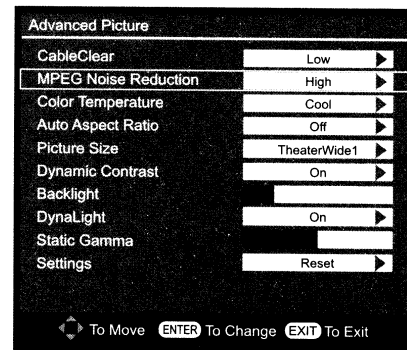 Advanced Picture
CableClear Low
MPEG Noise Reduction High
Color Temperature Cool
Auto Aspect Ratio Off
Picture Size TheaterWide1
Dynamic Contrast On
Backlight
DynaLight On
Static Gamma
Settings Reset
To Move ENTER To Change EXIT To Exit